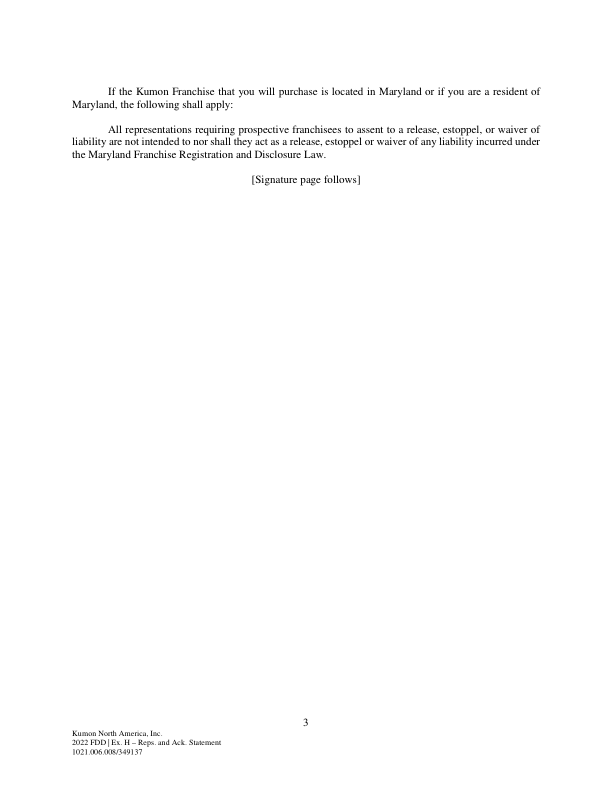 If the Kumon Franchise that you will purchase is located in Maryland or if you are a resident of
Maryland, the following shall apply:
All representations requiring prospective franchisees to assent to a release, estoppel, or waiver of
liability are not intended to nor shall they act as a release, estoppel or waiver of any liability incurred under
the Maryland Franchise Registration and Disclosure Law.
[Signature page follows]
3
Kumon North America, Inc.
2022 FDD | Ex. H – Reps. and Ack. Statement
1021.006.008/349137